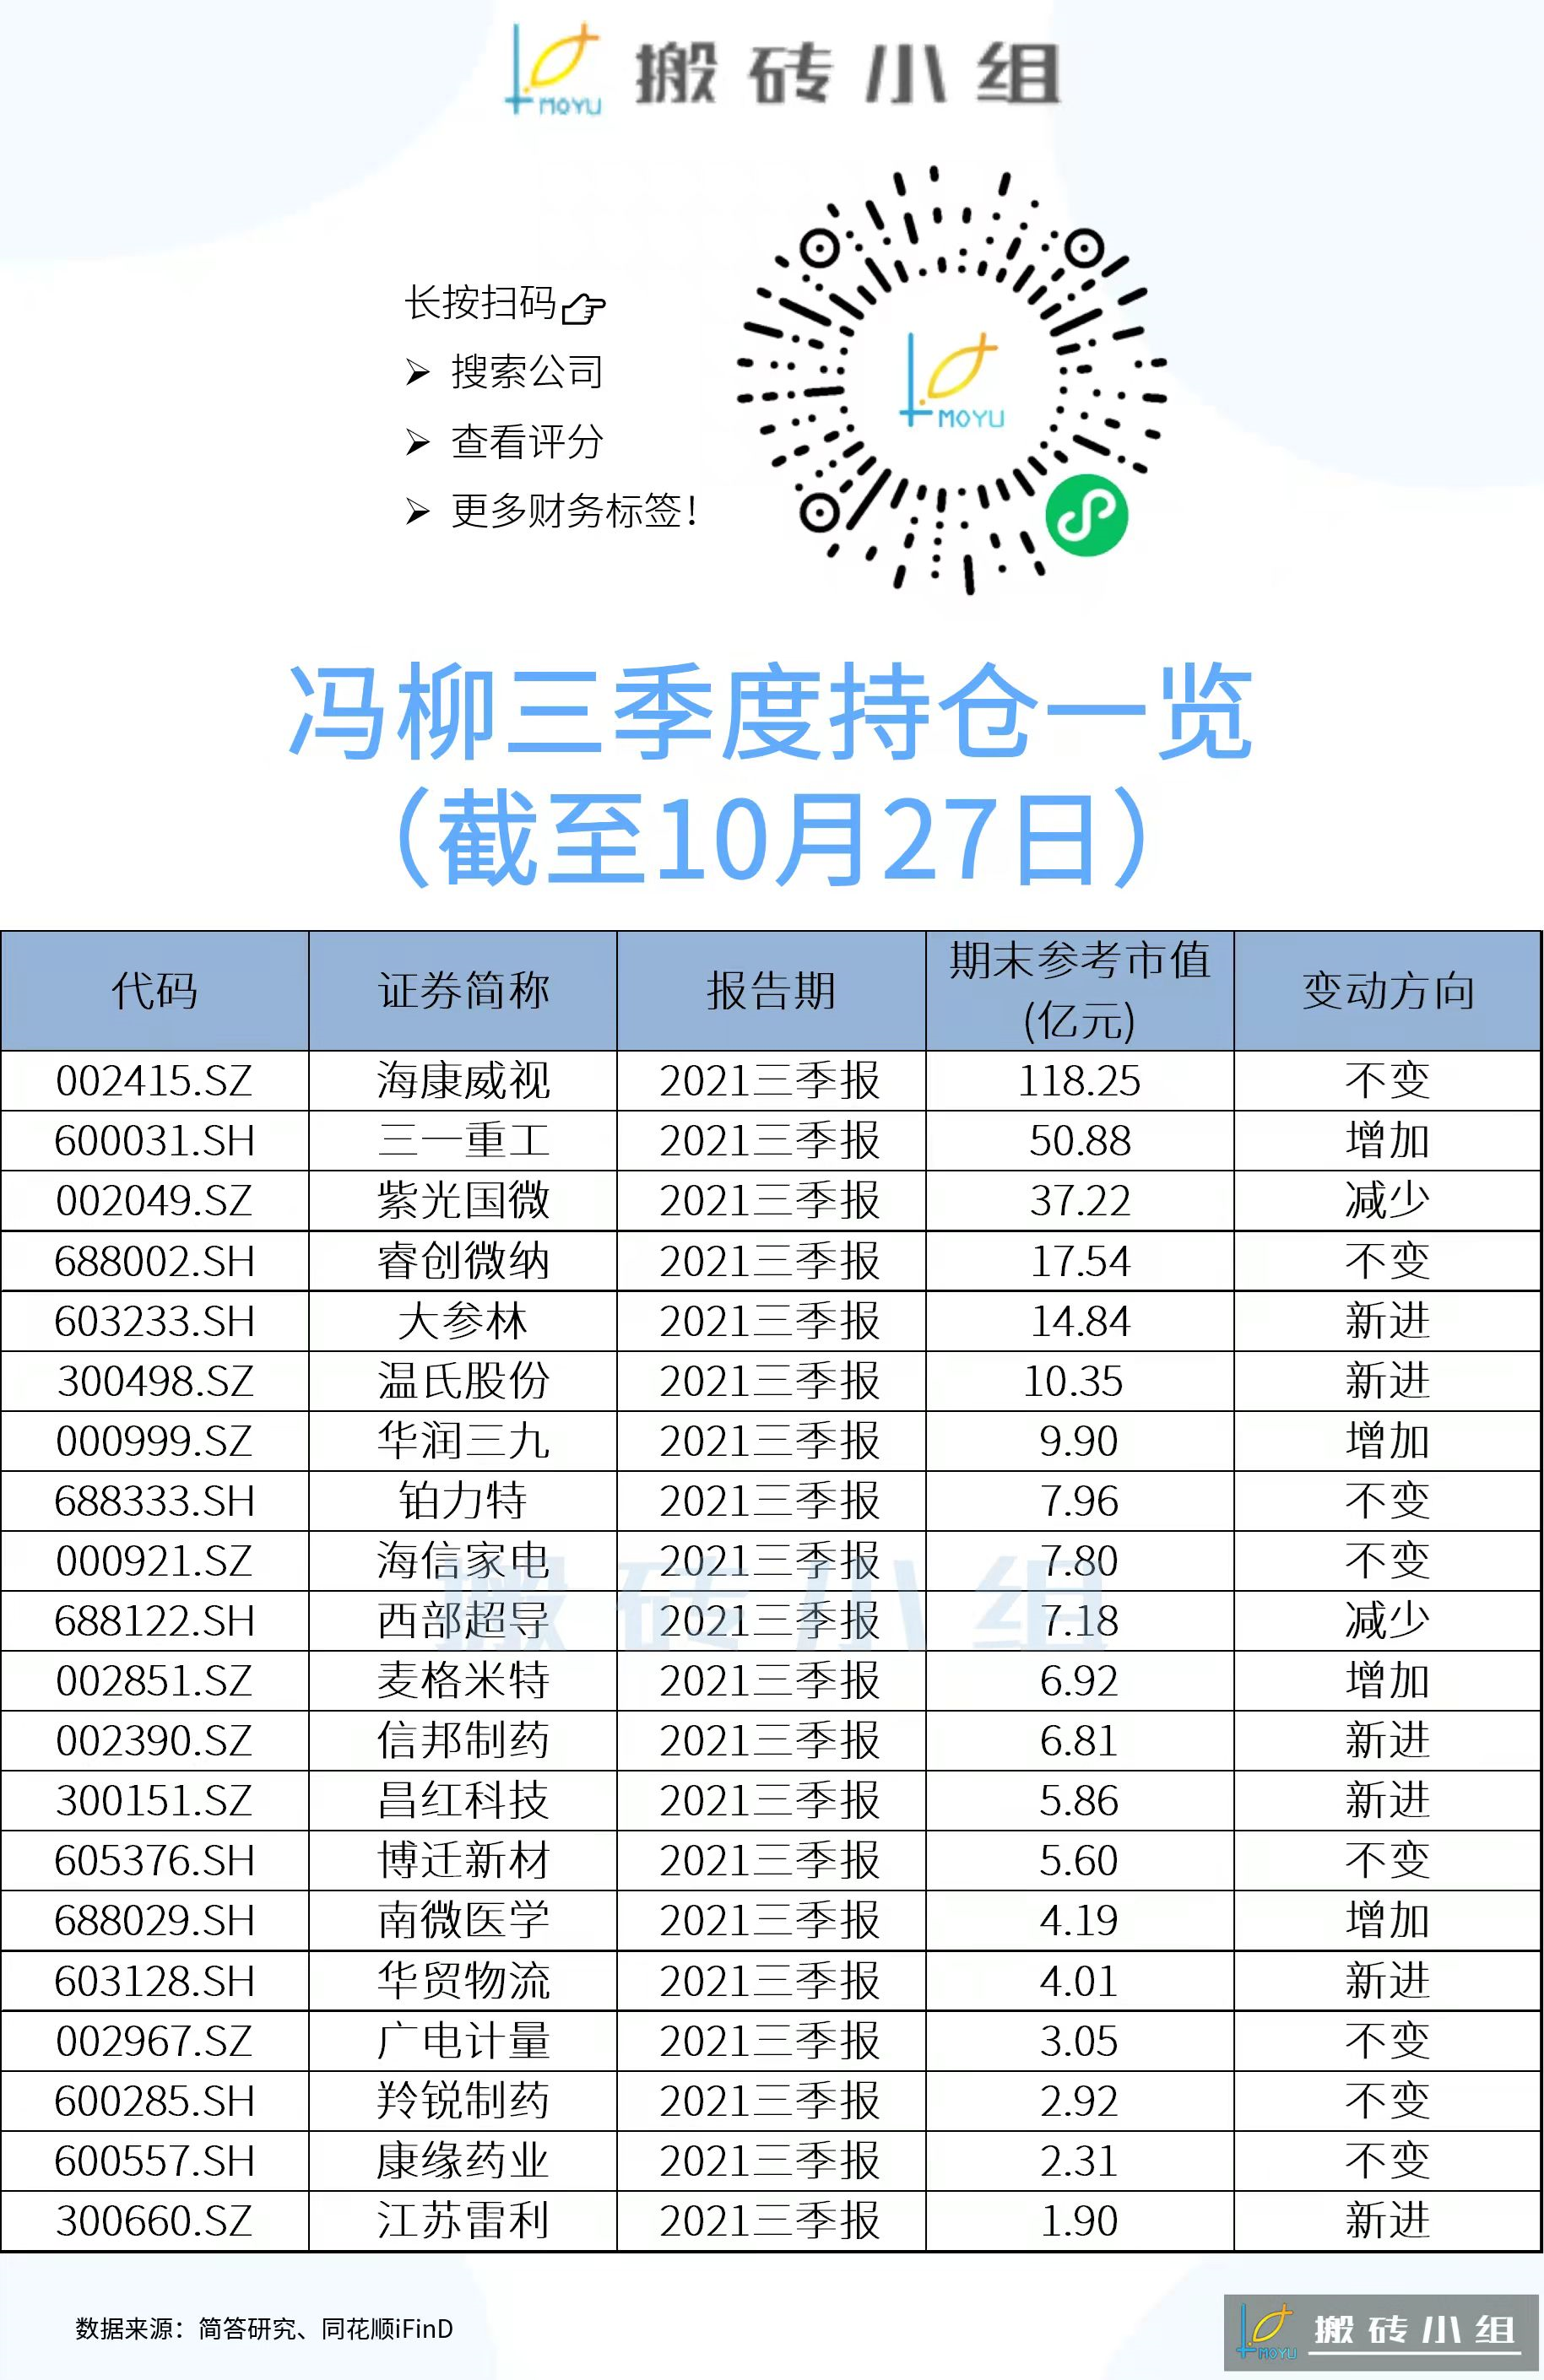 MOYU 搬砖小组
长按扫码
搜索公司
查看评分
更多财务标签！
MOYU
冯柳三季度持仓一览
（截至10月27日）
代码 证券简称 报告期 期末参考市值(亿元) 变动方向
002415.SZ 海康威视 2021三季报 118.25 不变
600031.SH 三一重工 2021三季报 50.88 增加
002049.SZ 紫光国微 2021三季报 37.22 减少
688002.SH 睿创微纳 2021三季报 17.54 不变
603233.SH 大参林 2021三季报 14.84 新进
300498.SZ 温氏股份 2021三季报 10.35 新进
000999.SZ 华润三九 2021三季报 9.90 增加
688333.SH 铂力特 2021三季报 7.96 不变
000921.SZ 海信家电 2021三季报 7.80 不变
搬砖小组
688122.SH 西部超导 2021三季报 7.18 减少
002851.SZ 麦格米特 2021三季报 6.92 增加
002390.SZ 信邦制药 2021三季报 6.81 新进
300151.SZ 昌红科技 2021三季报 5.86 新进
605376.SH 博迁新材 2021三季报 5.60 不变
688029.SH 南微医学 2021三季报 4.19 增加
603128.SH 华贸物流 2021三季报 4.01 新进
002967.SZ 广电计量 2021三季报 3.05 不变
600285.SH 羚锐制药 2021三季报 2.92 不变
600557.SH 康缘药业 2021三季报 2.31 不变
300660.SZ 江苏雷利 2021三季报 1.90 新进
数据来源：简答研究、同花顺iFinD
MOYU 搬砖小组